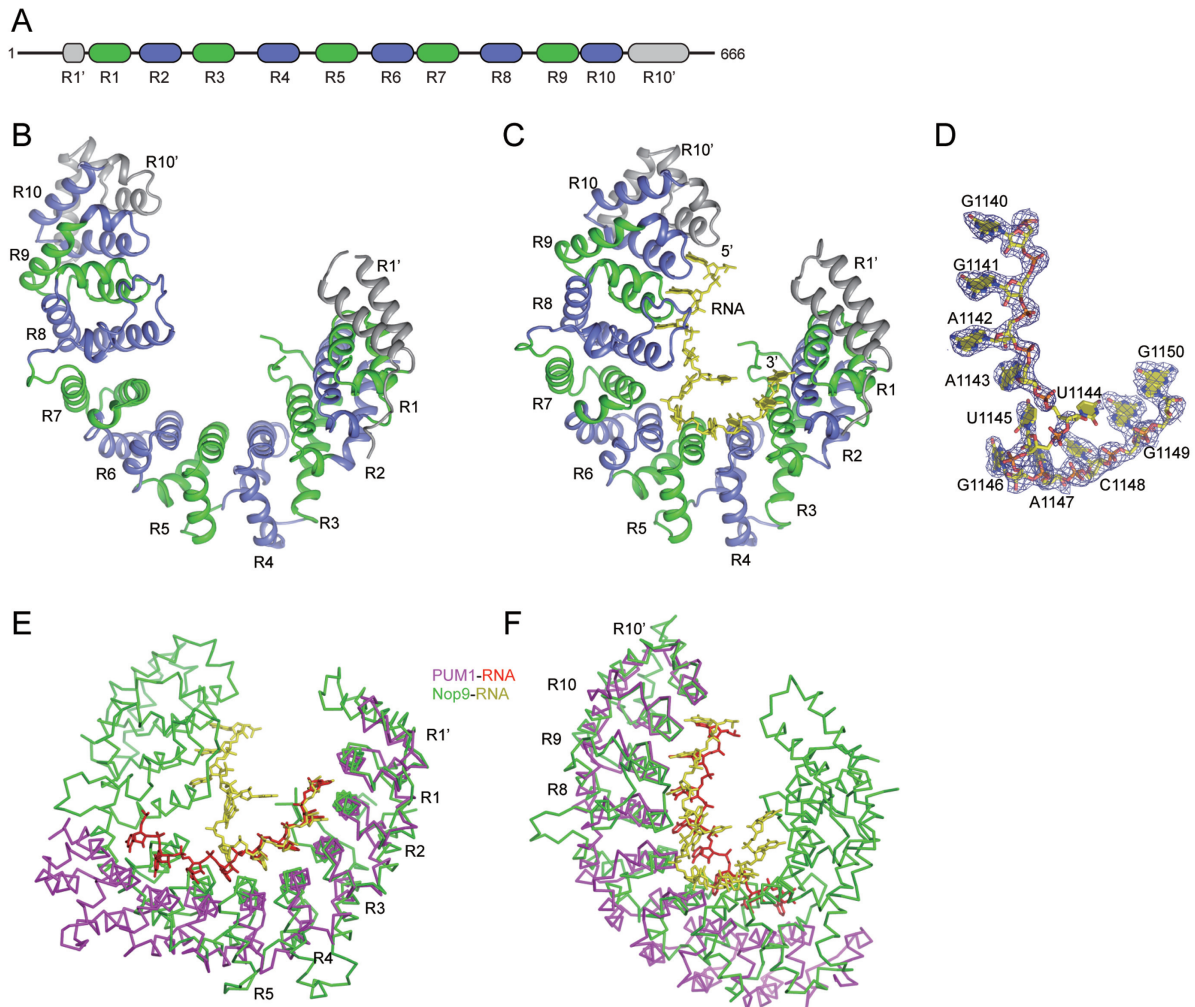 A
1 666
R1' R1 R2 R3 R4 R5 R6 R7 R8 R9 R10 R10'
B
R10'
R10
R9
R8
R7
R6
R5
R4
R3
R2
R1
R1'
C
R10'
R10
R9
5'
R8
RNA
R7
3'
R6
R5
R4
R3
R2
R1
R1'
D
G1140
G1141
A1142
A1143
G1150
U1144
U1145
G1149
G1146
C1148
A1147
E
PUM1-RNA
Nop9-RNA
R1'
R1
R2
R3
R4
R5
F
R10'
R10
R9
R8